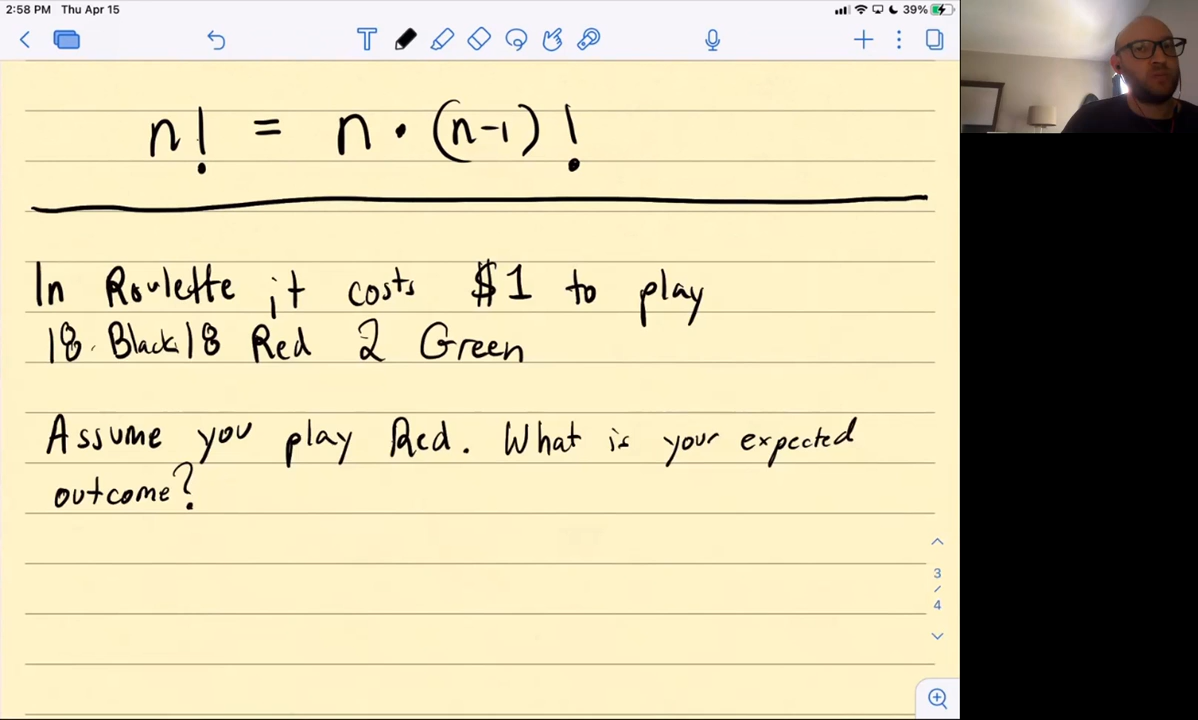 2:58 PM Thu Apr 15
39%
n! = n · (n-1)!
In Roulette it costs $1 to play
18 Black 18 Red 2 Green
Assume you play Red. What is your expected
outcome?
3
/
4